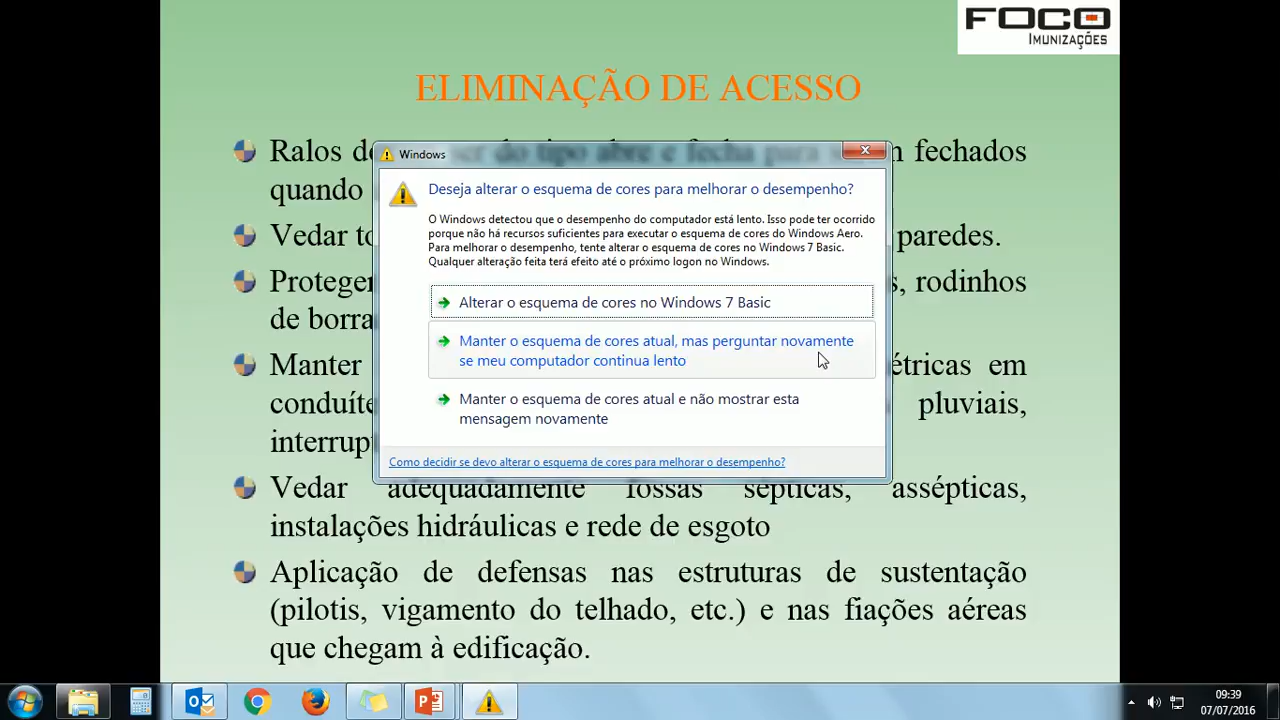 FOCO
IMUNIZAÇÕES
ELIMINAÇÃO DE ACESSO
Ralos do tipo abre e fecha fechados
quando
Vedar paredes.
Proteger rodinhos
de
Manter em
pluviais,
Vedar adequadamente fossas sépticas, assépticas,
instalações hidráulicas e rede de esgoto
Aplicação de defensas nas estruturas de sustentação
(pilotis, vigamento do telhado, etc.) e nas fiações aéreas
que chegam à edificação.
Windows
Deseja alterar o esquema de cores para melhorar o desempenho?
O Windows detectou que o desempenho do computador está lento. Isso pode ter ocorrido
porque não há recursos suficientes para executar o esquema de cores do Windows Aero.
Para melhorar o desempenho, tente alterar o esquema de cores no Windows 7 Basic.
Qualquer alteração feita terá efeito até o próximo logon no Windows.
Alterar o esquema de cores no Windows 7 Basic
Manter o esquema de cores atual, mas perguntar novamente
se meu computador continua lento
Manter o esquema de cores atual e não mostrar esta
mensagem novamente
Como decidir se devo alterar o esquema de cores para melhorar o desempenho?
09:39
07/07/2016